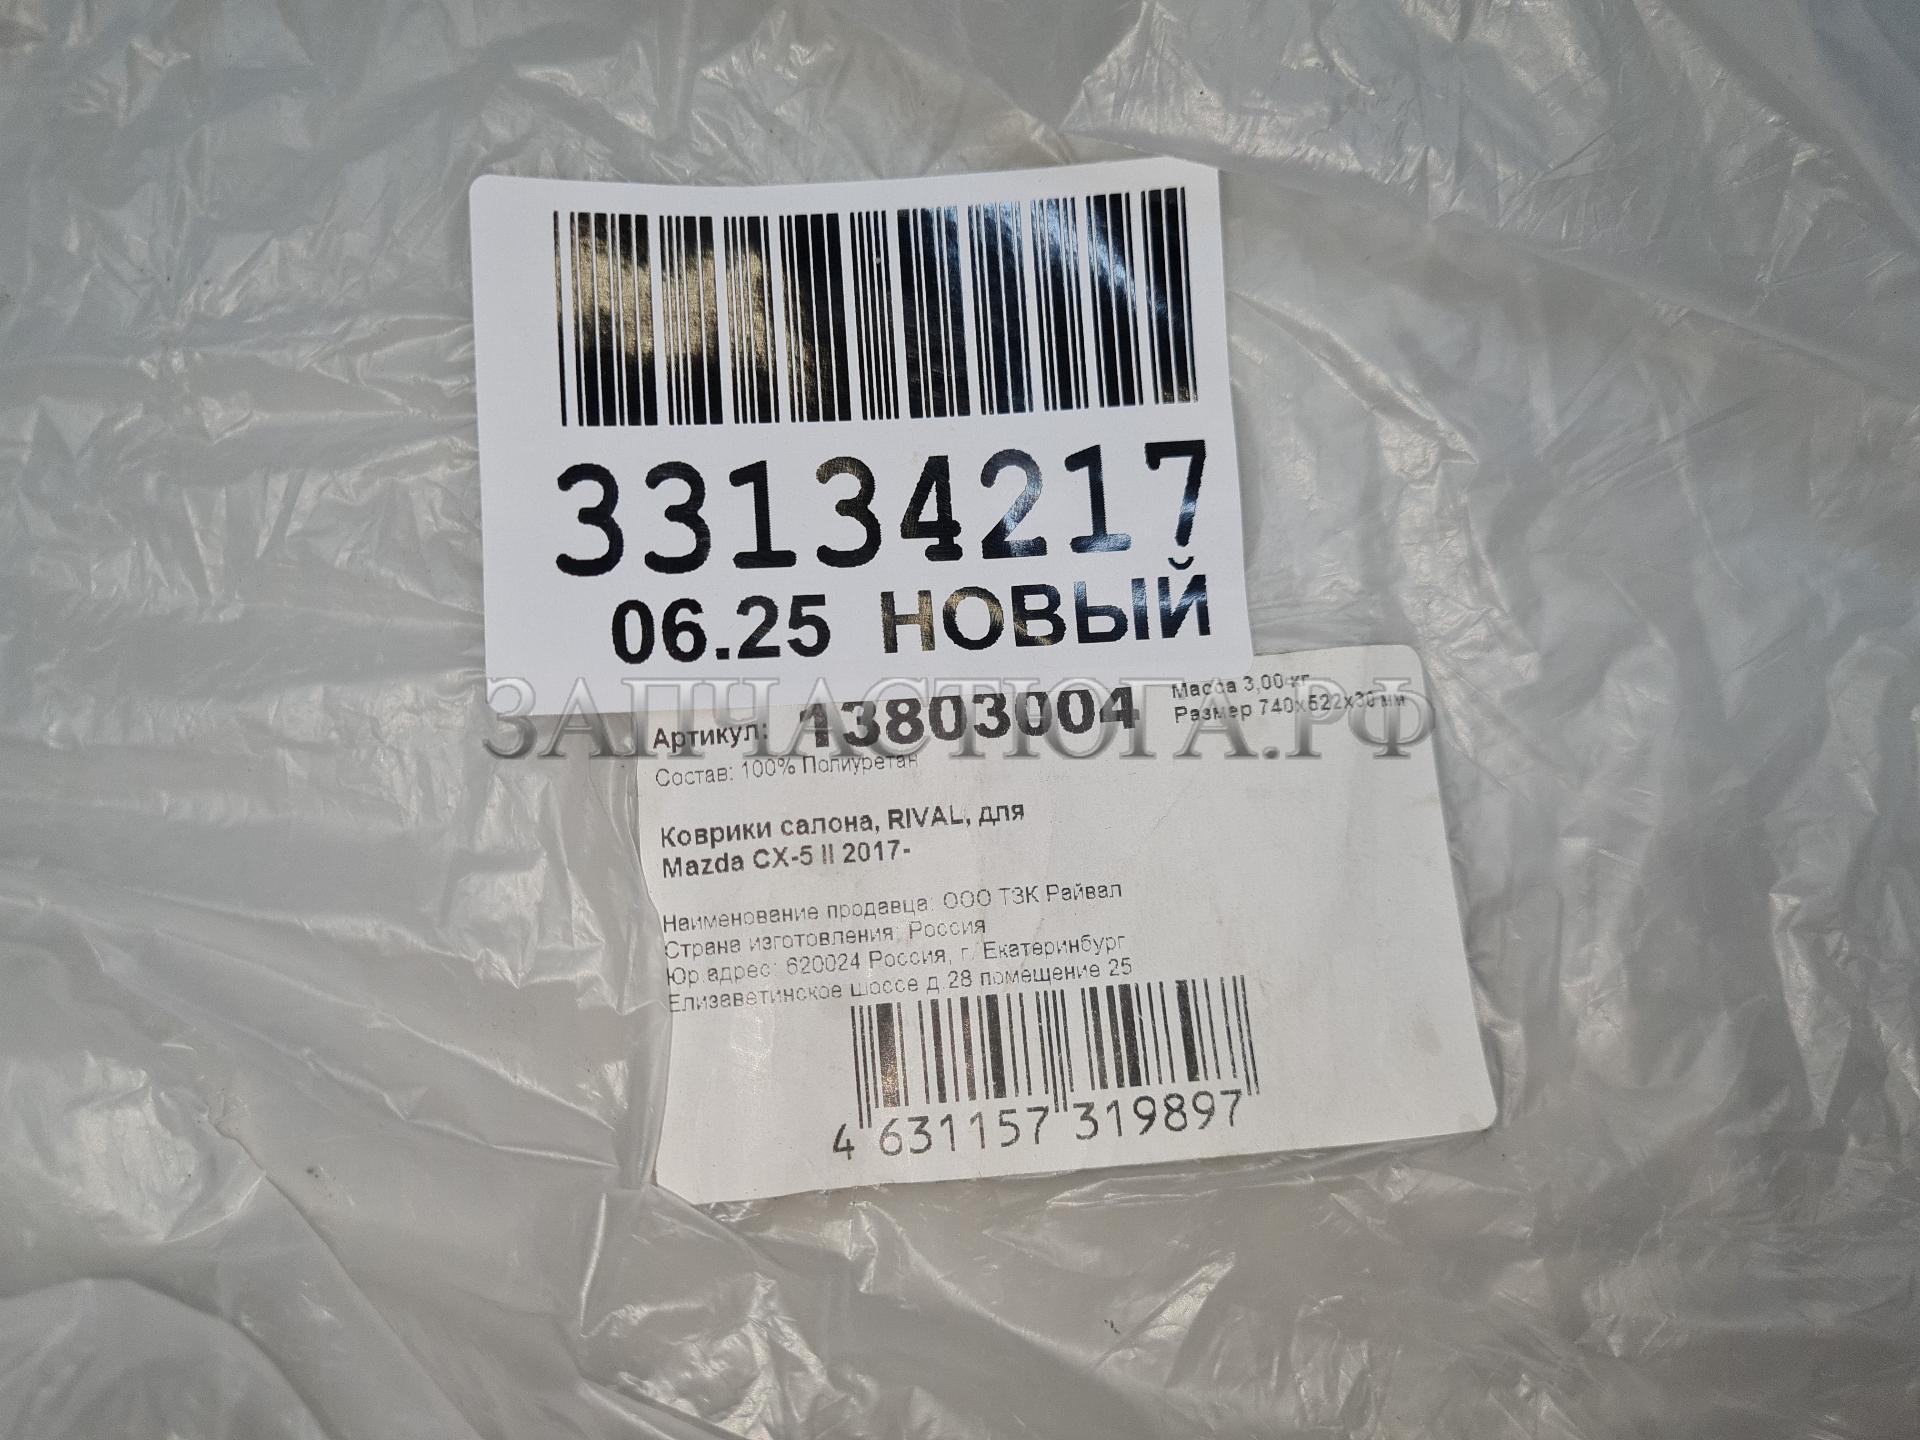 33134217
06.25 НОВЫЙ
ЗАПЧАСТЮГА.РФ
Артикул: 13803004
Масса 3,00 кг
Размер 740х522х30 мм
Состав: 100% Полиуретан
Коврики салона, RIVAL, для
Mazda CX-5 II 2017-
Наименование продавца: ООО ТЗК Райвал
Страна изготовления: Россия
Юр.адрес: 620024 Россия, г. Екатеринбург
Елизаветинское шоссе д.28 помещение 25
4 631157 319897